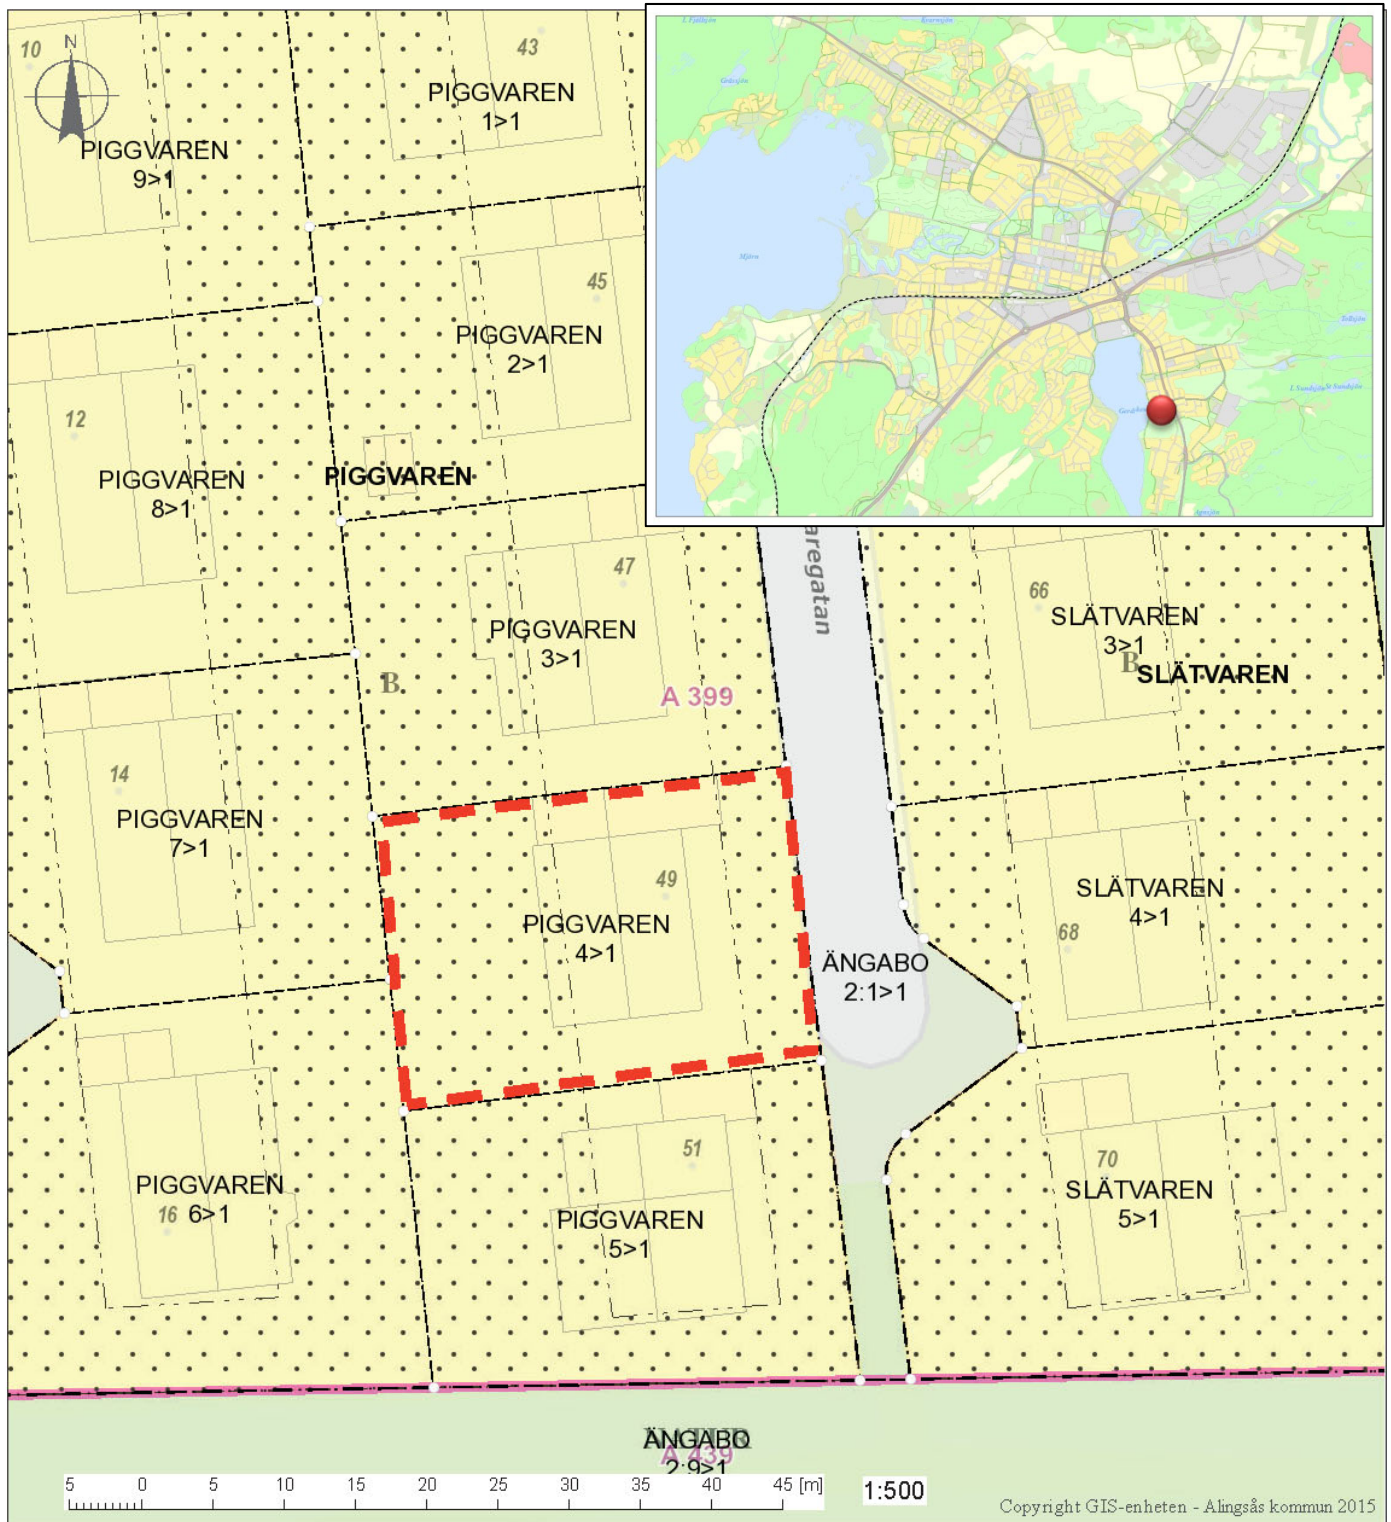 10
N
43
PIGGVAREN
1>1
PIGGVAREN
9>1
Mjörn
45
PIGGVAREN
2>1
12
PIGGVAREN
8>1
PIGGVAREN
aregatan
47
PIGGVAREN
3>1
66
SLÄTVAREN
3>1
B
SLÄTVAREN
B
A 399
14
PIGGVAREN
7>1
49
PIGGVAREN
4>1
SLÄTVAREN
4>1
68
ÄNGABO
2:1>1
51
PIGGVAREN
5>1
PIGGVAREN
16 6>1
70
SLÄTVAREN
5>1
NATUR
ÄNGABO
A 439
2:9>1
5 0 5 10 15 20 25 30 35 40 45 [m]
1:500
Copyright GIS-enheten - Alingsås kommun 2015